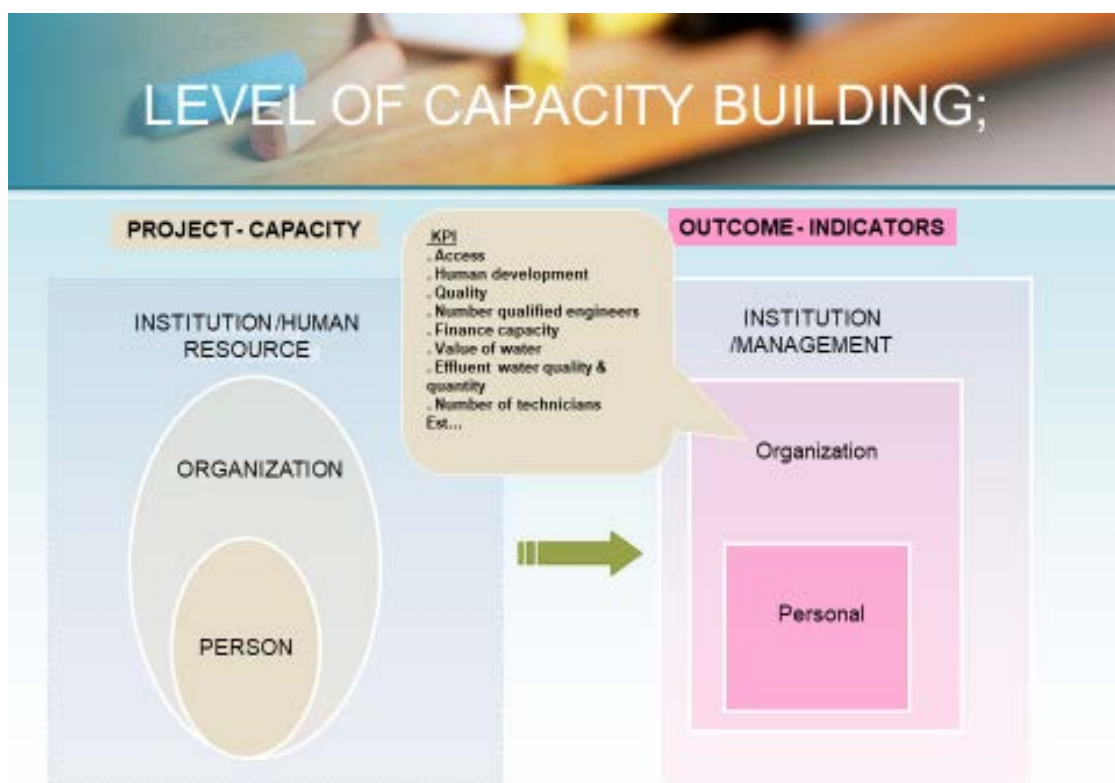 LEVEL OF CAPACITY BUILDING;
PROJECT - CAPACITY
INSTITUTION /HUMAN
RESOURCE
ORGANIZATION
PERSON
KPI
. Access
. Human development
. Quality
. Number qualified engineers
. Finance capacity
. Value of water
. Effluent water quality &
quantity
. Number of technicians
Est...
OUTCOME - INDICATORS
INSTITUTION
/MANAGEMENT
Organization
Personal